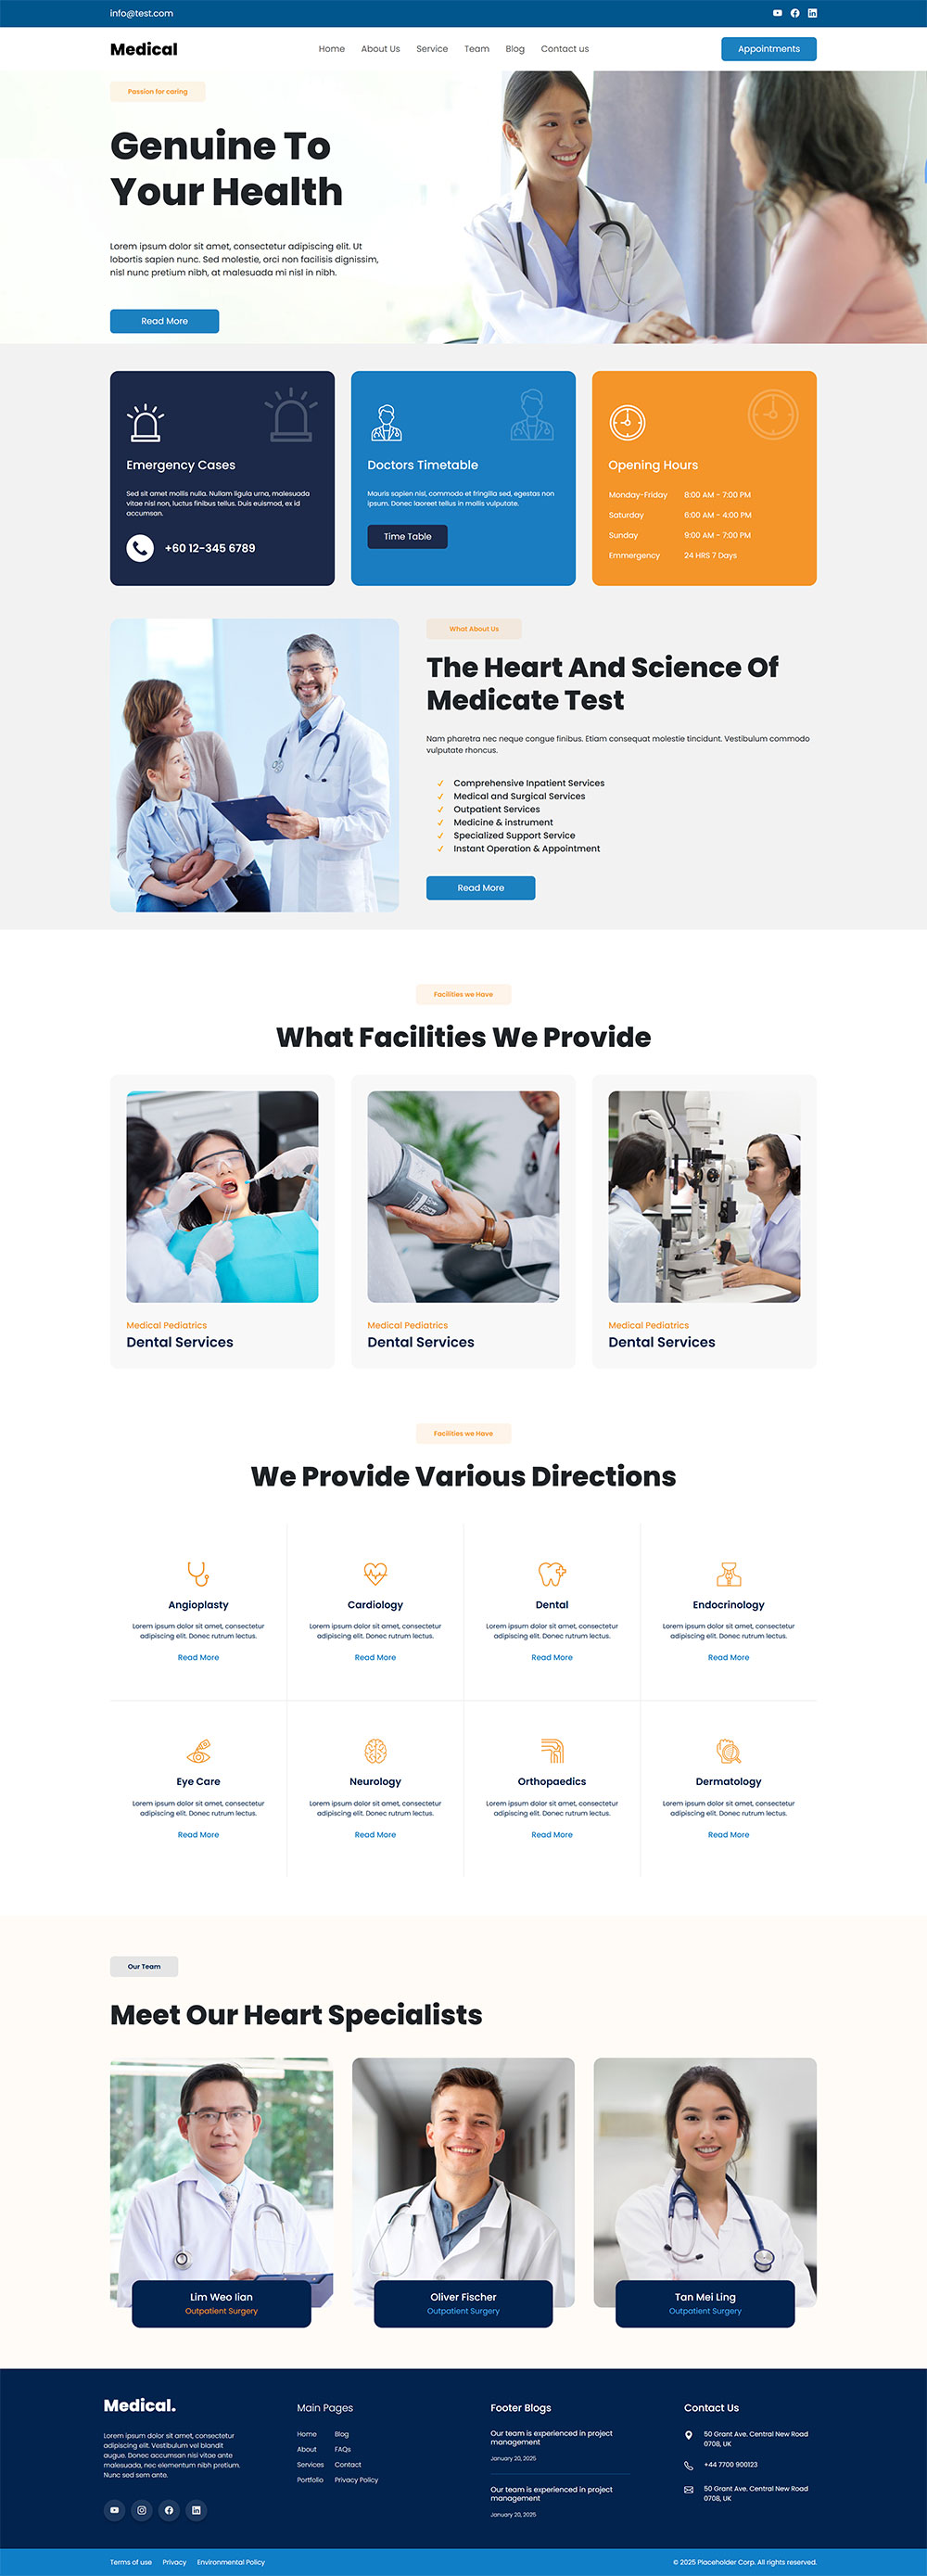 info@test.com
Medical
Home About Us Service Team Blog Contact us
Appointments
Passion for caring
Genuine To
Your Health
Lorem ipsum dolor sit amet, consectetur adipiscing elit. Ut
lobortis sapien nunc. Sed molestie, orci non facilisis dignissim,
nisl nunc pretium nibh, at malesuada mi nisl in nibh.
Read More
Emergency Cases
Sed sit amet mollis nulla. Nullam ligula urna, malesuada
vitae nisl non, luctus finibus tellus. Duis euismod, ex id
accumsan.
+60 12-345 6789
Doctors Timetable
Mauris sapien nisl, commodo et fringilla sed, egestas non
ipsum. Donec laoreet tellus in mollis vulputate.
Time Table
Opening Hours
Monday-Friday 8:00 AM - 7:00 PM
Saturday 6:00 AM - 4:00 PM
Sunday 9:00 AM - 7:00 PM
Emmergency 24 HRS 7 Days
What About Us
The Heart And Science Of
Medicate Test
Nam pharetra nec neque congue finibus. Etiam consequat molestie tincidunt. Vestibulum commodo
vulputate rhoncus.
Comprehensive Inpatient Services
Medical and Surgical Services
Outpatient Services
Medicine & instrument
Specialized Support Service
Instant Operation & Appointment
Read More
Facilities we Have
What Facilities We Provide
Medical Pediatrics
Dental Services
Medical Pediatrics
Dental Services
Medical Pediatrics
Dental Services
Facilities we Have
We Provide Various Directions
Angioplasty
Lorem ipsum dolor sit amet, consectetur
adipiscing elit. Donec rutrum lectus.
Read More
Cardiology
Lorem ipsum dolor sit amet, consectetur
adipiscing elit. Donec rutrum lectus.
Read More
Dental
Lorem ipsum dolor sit amet, consectetur
adipiscing elit. Donec rutrum lectus.
Read More
Endocrinology
Lorem ipsum dolor sit amet, consectetur
adipiscing elit. Donec rutrum lectus.
Read More
Eye Care
Lorem ipsum dolor sit amet, consectetur
adipiscing elit. Donec rutrum lectus.
Read More
Neurology
Lorem ipsum dolor sit amet, consectetur
adipiscing elit. Donec rutrum lectus.
Read More
Orthopaedics
Lorem ipsum dolor sit amet, consectetur
adipiscing elit. Donec rutrum lectus.
Read More
Dermatology
Lorem ipsum dolor sit amet, consectetur
adipiscing elit. Donec rutrum lectus.
Read More
Our Team
Meet Our Heart Specialists
Lim Weo Iian
Outpatient Surgery
Oliver Fischer
Outpatient Surgery
Tan Mei Ling
Outpatient Surgery
Medical.
Lorem ipsum dolor sit amet, consectetur
adipiscing elit. Vestibulum vel blandit
augue. Donec accumsan nisi vitae ante
malesuada, nec elementum nibh pretium.
Nunc sed sem ante.
Main Pages
Home Blog
About FAQs
Services Contact
Portfolio Privacy Policy
Footer Blogs
Our team is experienced in project
management
January 20, 2025
Our team is experienced in project
management
January 20, 2025
Contact Us
50 Grant Ave. Central New Road
0708, UK
+44 7700 900123
50 Grant Ave. Central New Road
0708, UK
Terms of use Privacy Environmental Policy
© 2025 Placeholder Corp. All rights reserved.